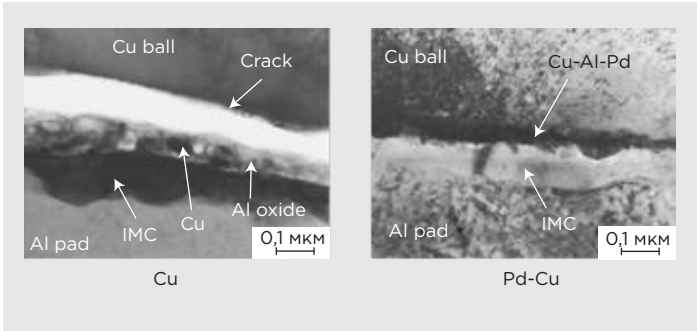 Cu ball
Crack
Cu
Al oxide
IMC
Al pad
0,1 мкм
Cu
Cu ball
Cu-Al-Pd
IMC
Al pad
0,1 мкм
Pd-Cu